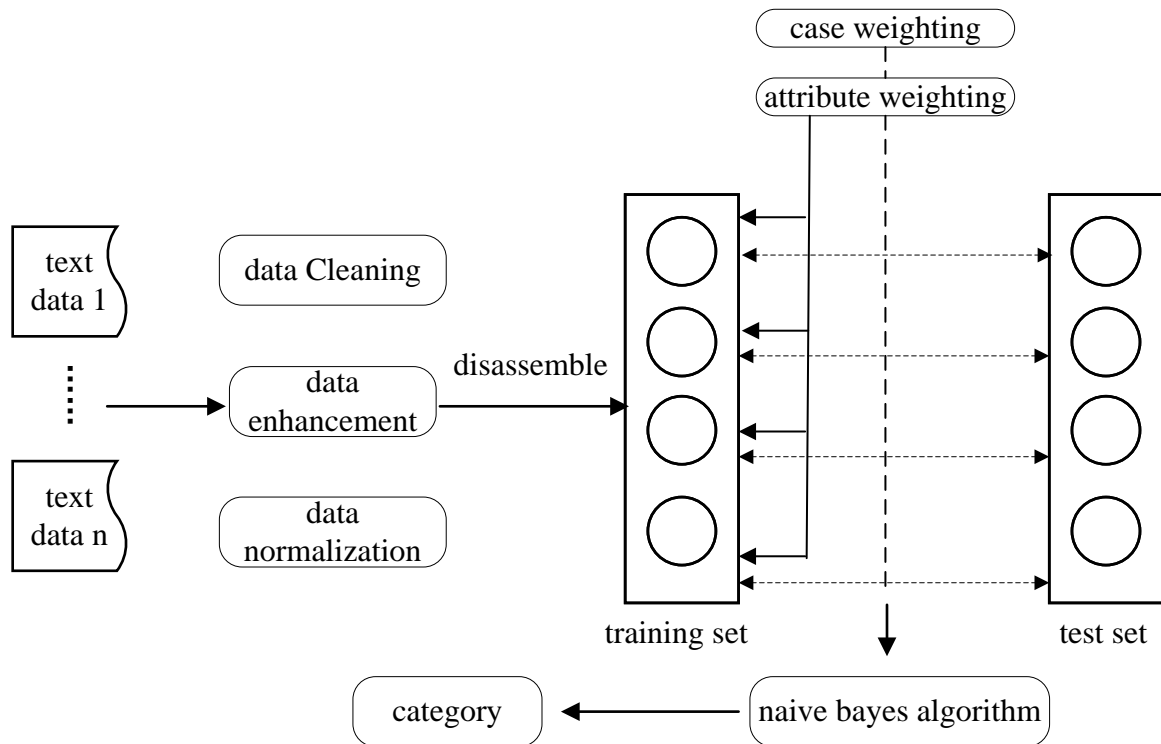 case weighting
attribute weighting
text
data 1
data Cleaning
disassemble
data
enhancement
text
data n
data
normalization
training set
test set
category
naive bayes algorithm